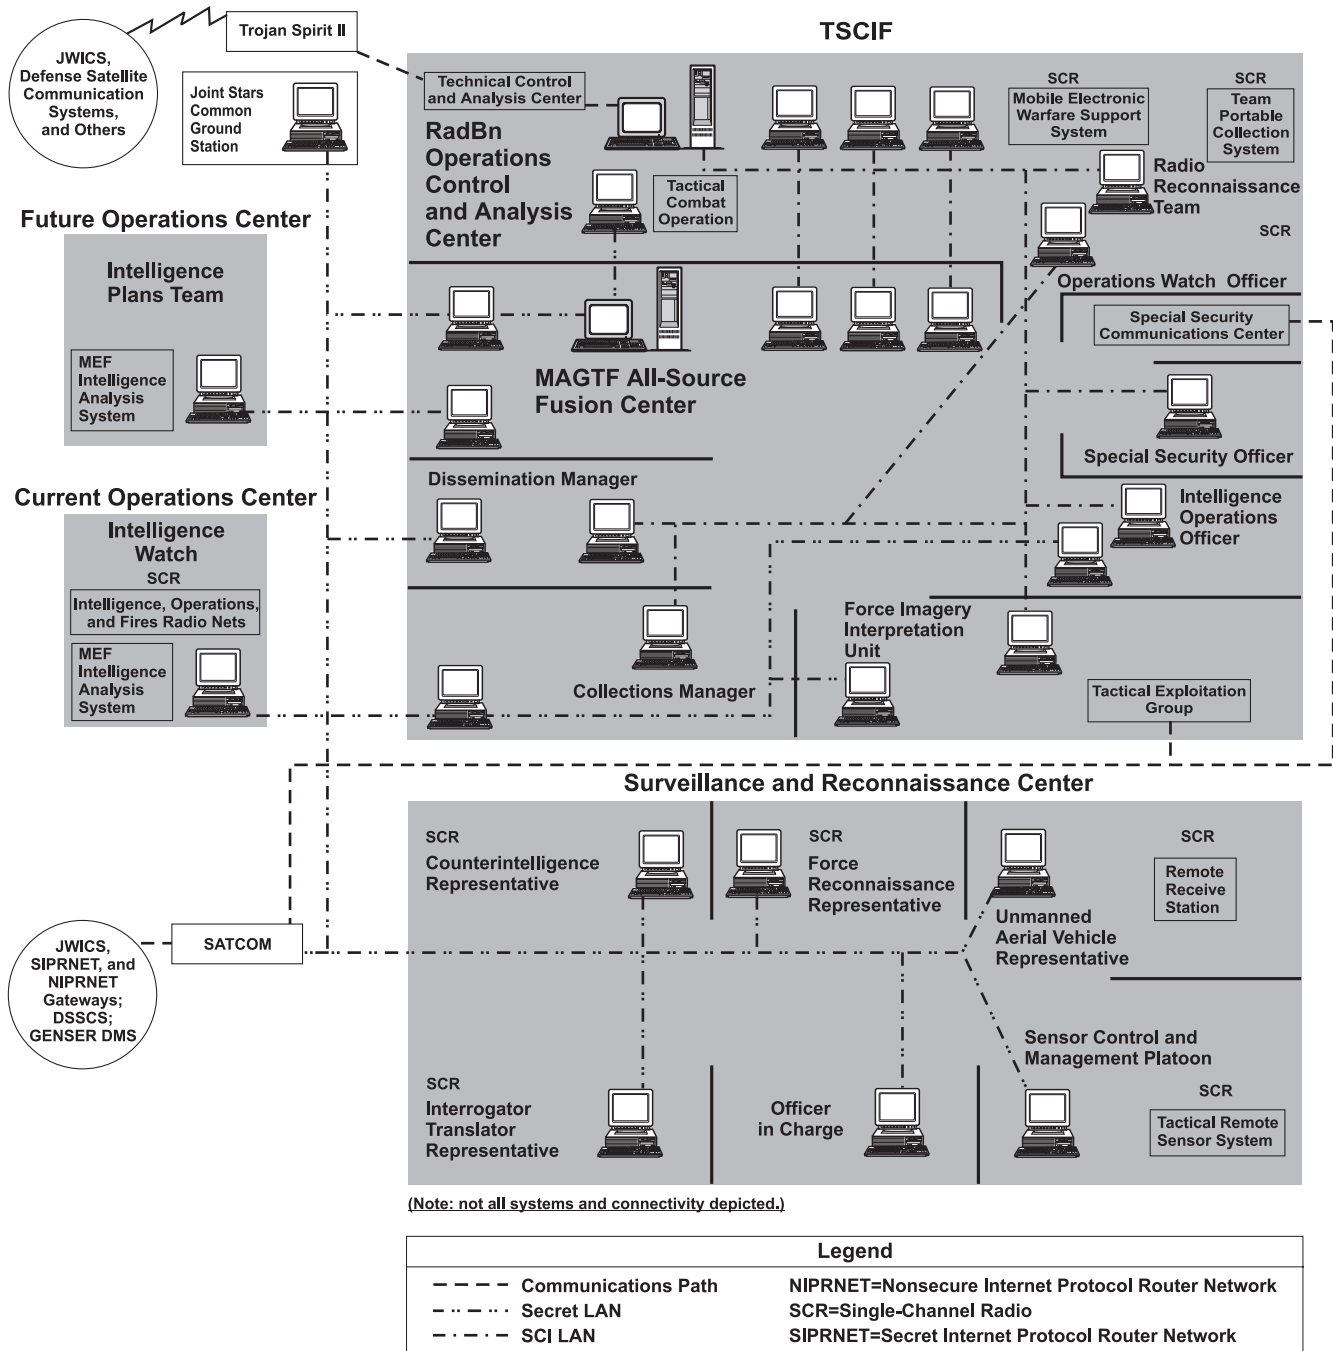 TSCIF
Trojan Spirit II
JWICS,
Defense Satellite
Communication
Systems,
and Others
Joint Stars
Common
Ground
Station
Technical Control
and Analysis Center
RadBn
Operations
Control
and Analysis
Center
Tactical
Combat
Operation
SCR
Mobile Electronic
Warfare Support
System
SCR
Team
Portable
Collection
System
Radio
Reconnaissance
Team
SCR
Operations Watch Officer
Special Security
Communications Center
Future Operations Center
Intelligence
Plans Team
MEF
Intelligence
Analysis
System
MAGTF All-Source
Fusion Center
Special Security Officer
Dissemination Manager
Intelligence
Operations
Officer
Current Operations Center
Intelligence
Watch
SCR
Intelligence, Operations,
and Fires Radio Nets
MEF
Intelligence
Analysis
System
Collections Manager
Force Imagery
Interpretation
Unit
Tactical Exploitation
Group
Surveillance and Reconnaissance Center
SCR
Counterintelligence
Representative
SCR
Force
Reconnaissance
Representative
Unmanned
Aerial Vehicle
Representative
SCR
Remote
Receive
Station
SATCOM
JWICS,
SIPRNET, and
NIPRNET
Gateways;
DSSCS;
GENSER DMS
SCR
Interrogator
Translator
Representative
Officer
in Charge
Sensor Control and
Management Platoon
SCR
Tactical Remote
Sensor System
(Note: not all systems and connectivity depicted.)
Legend
Communications Path
NIPRNET=Nonsecure Internet Protocol Router Network
Secret LAN
SCR=Single-Channel Radio
SCI LAN
SIPRNET=Secret Internet Protocol Router Network